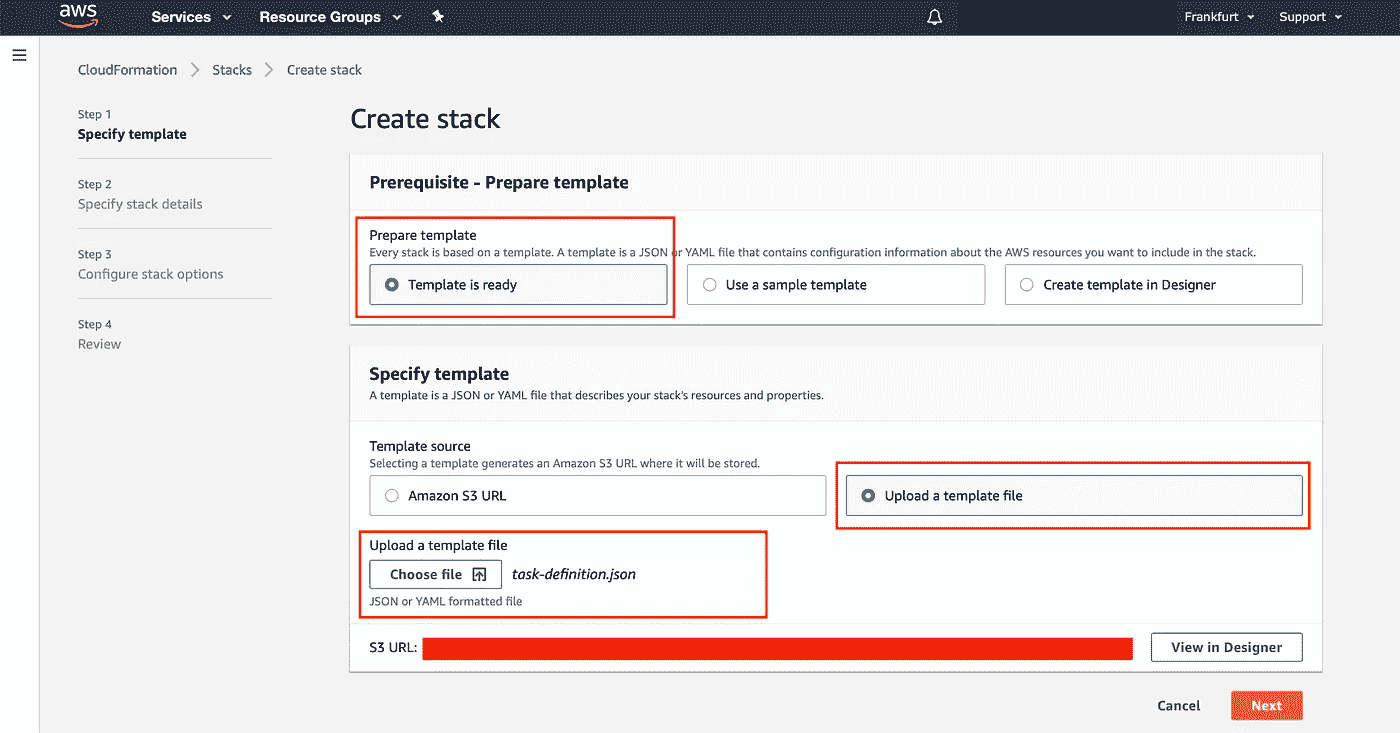 aws
Services
Resource Groups
Frankfurt
Support
CloudFormation
Stacks
Create stack
Step 1
Specify template
Step 2
Specify stack details
Step 3
Configure stack options
Step 4
Review
Create stack
Prerequisite - Prepare template
Prepare template
Every stack is based on a template. A template is a JSON or YAML file that contains configuration information about the AWS resources you want to include in the stack.
Template is ready
Use a sample template
Create template in Designer
Specify template
A template is a JSON or YAML file that describes your stack's resources and properties.
Template source
Selecting a template generates an Amazon S3 URL where it will be stored.
Amazon S3 URL
Upload a template file
Upload a template file
Choose file
task-definition.json
JSON or YAML formatted file
S3 URL:
View in Designer
Cancel
Next